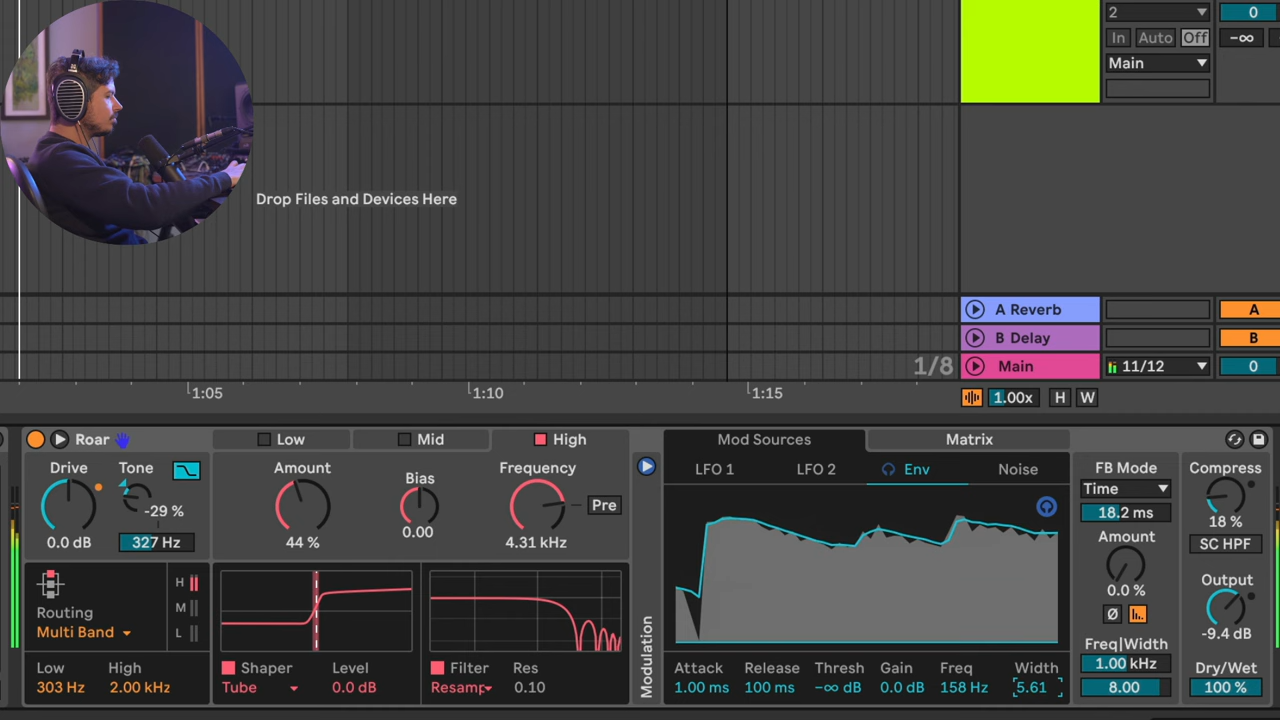 2
0
In Auto Off
-∞
Main
Drop Files and Devices Here
A Reverb
A
B Delay
B
1/8
Main
11/12
0
1:05
1:10
1:15
1.00x
H
W
Roar
Low
Mid
High
Mod Sources
Matrix
Drive
Tone
-29 %
0.0 dB
327 Hz
Amount
44 %
Bias
0.00
Frequency
Pre
4.31 kHz
LFO 1
LFO 2
Env
Noise
FB Mode
Time
18.2 ms
Amount
0.0 %
Ø
Compress
18 %
SC HPF
Output
-9.4 dB
Routing
Multi Band
H
M
L
Low
High
303 Hz
2.00 kHz
Shaper
Level
Tube
0.0 dB
Filter
Res
0.10
Modulation
Attack
Release
Thresh
Gain
Freq
Width
1.00 ms
100 ms
-∞ dB
0.0 dB
158 Hz
5.61
Freq|Width
1.00 kHz
8.00
Dry/Wet
100 %